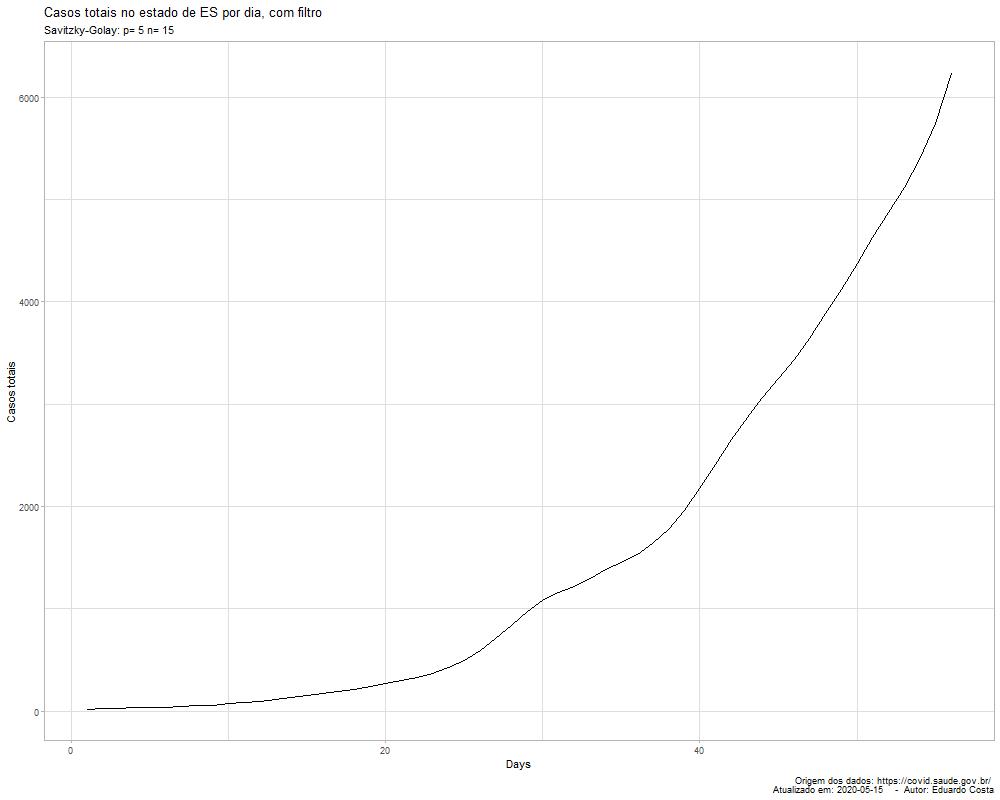 Casos totais no estado de ES por dia, com filtro
Savitzky-Golay: p= 5 n= 15
6000
4000
2000
0
Casos totais
0 20 40
Days
Origem dos dados: https://covid.saude.gov.br/
Atualizado em: 2020-05-15 - Autor: Eduardo Costa